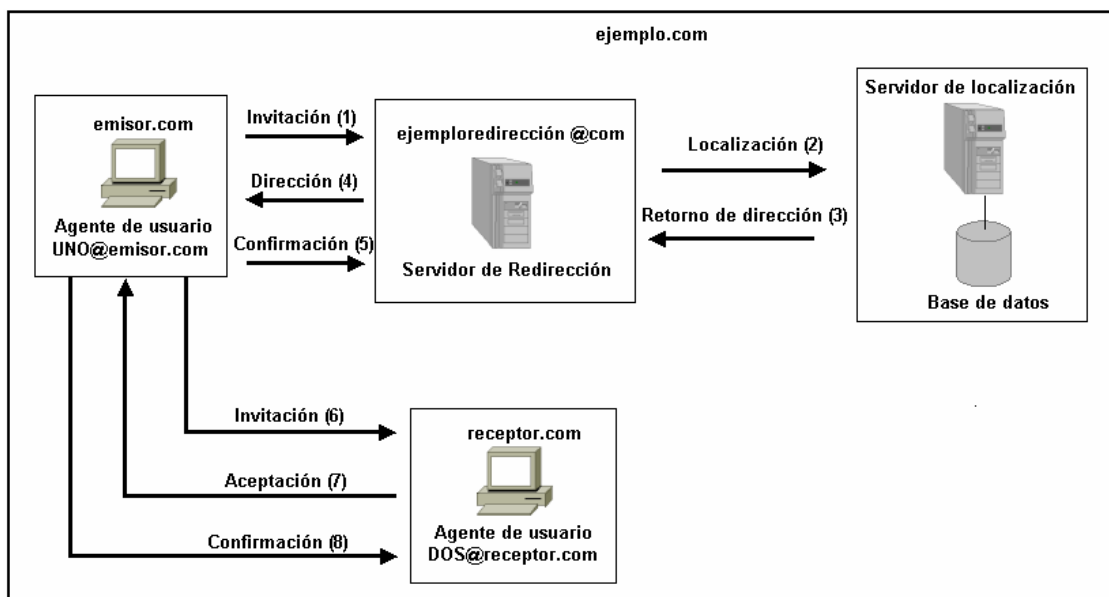 ejemplo.com
emisor.com
Agente de usuario
UNO@emisor.com
Invitación (1)
Dirección (4)
Confirmación (5)
ejemploredirección @com
Servidor de Redirección
Localización (2)
Retorno de dirección (3)
Servidor de localización
Base de datos
Invitación (6)
Aceptación (7)
Confirmación (8)
receptor.com
Agente de usuario
DOS@receptor.com